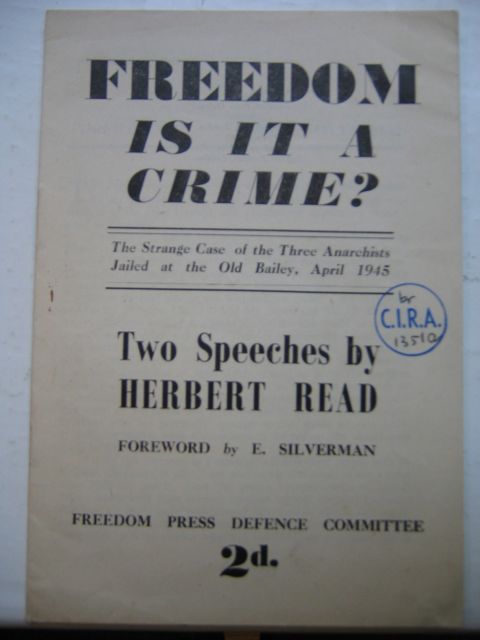 FREEDOM
IS IT A
CRIME?
The Strange Case of the Three Anarchists
Jailed at the Old Bailey, April 1945
br
C.I.R.A.
Two Speeches by
HERBERT READ
FOREWORD by E. SILVERMAN
FREEDOM PRESS DEFENCE COMMITTEE
2d.